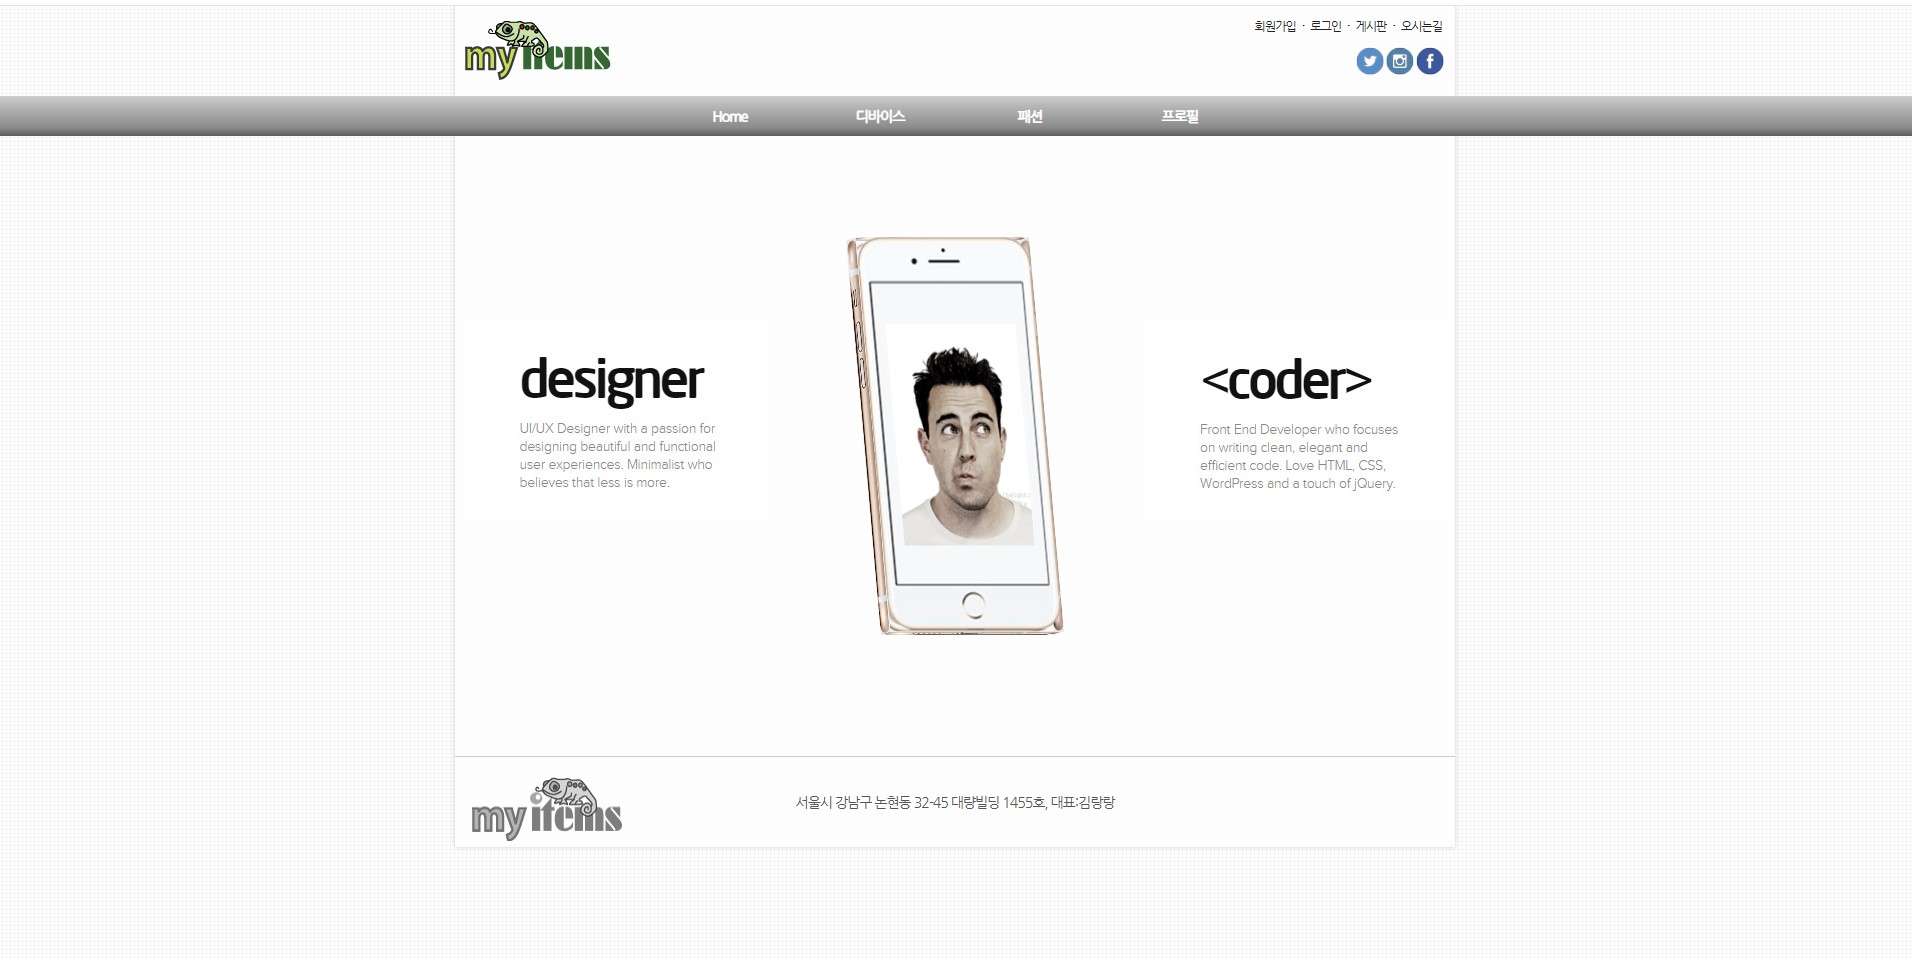 my items
회원가입 · 로그인 · 게시판 · 오시는길
Home 디바이스 패션 프로필
designer
UI/UX Designer with a passion for
designing beautiful and functional
user experiences. Minimalist who
believes that less is more.
<coder>
Front End Developer who focuses
on writing clean, elegant and
efficient code. Love HTML, CSS,
WordPress and a touch of jQuery.
my items
서울시 강남구 논현동 32-45 대량빌딩 1455호, 대표:김량랑